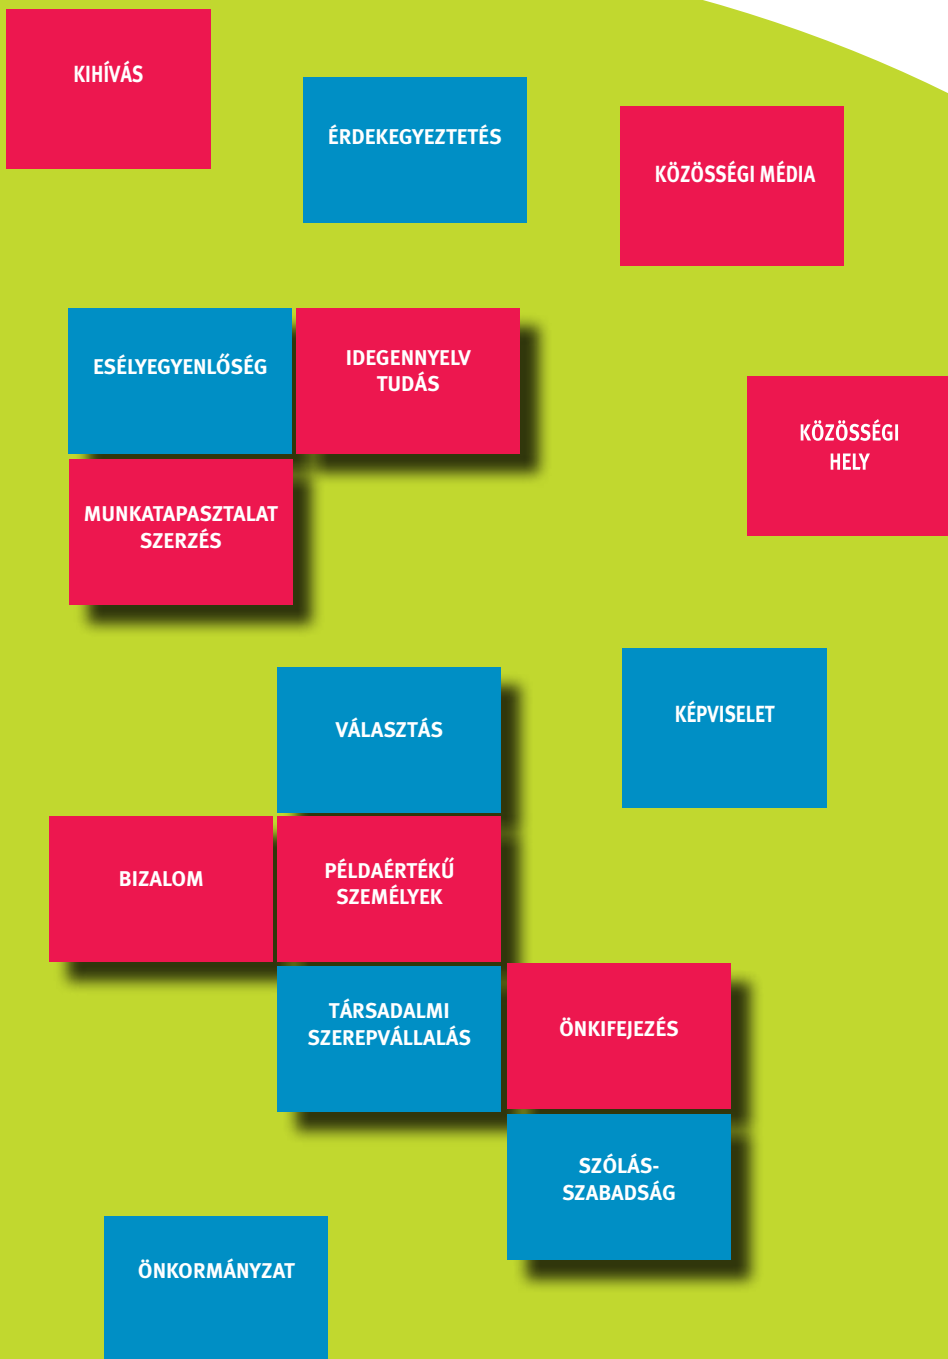 KIHÍVÁS
ÉRDEKEGYEZTETÉS
KÖZÖSSÉGI MÉDIA
ESÉLYEGYENLŐSÉG
IDEGENNYELV
TUDÁS
KÖZÖSSÉGI
HELY
MUNKATAPASZTALAT
SZERZÉS
VÁLASZTÁS
KÉPVISELET
BIZALOM
PÉLDAÉRTÉKŰ
SZEMÉLYEK
TÁRSADALMI
SZEREPVÁLLALÁS
ÖNKIFEJEZÉS
SZÓLÁS-
SZABADSÁG
ÖNKORMÁNYZAT